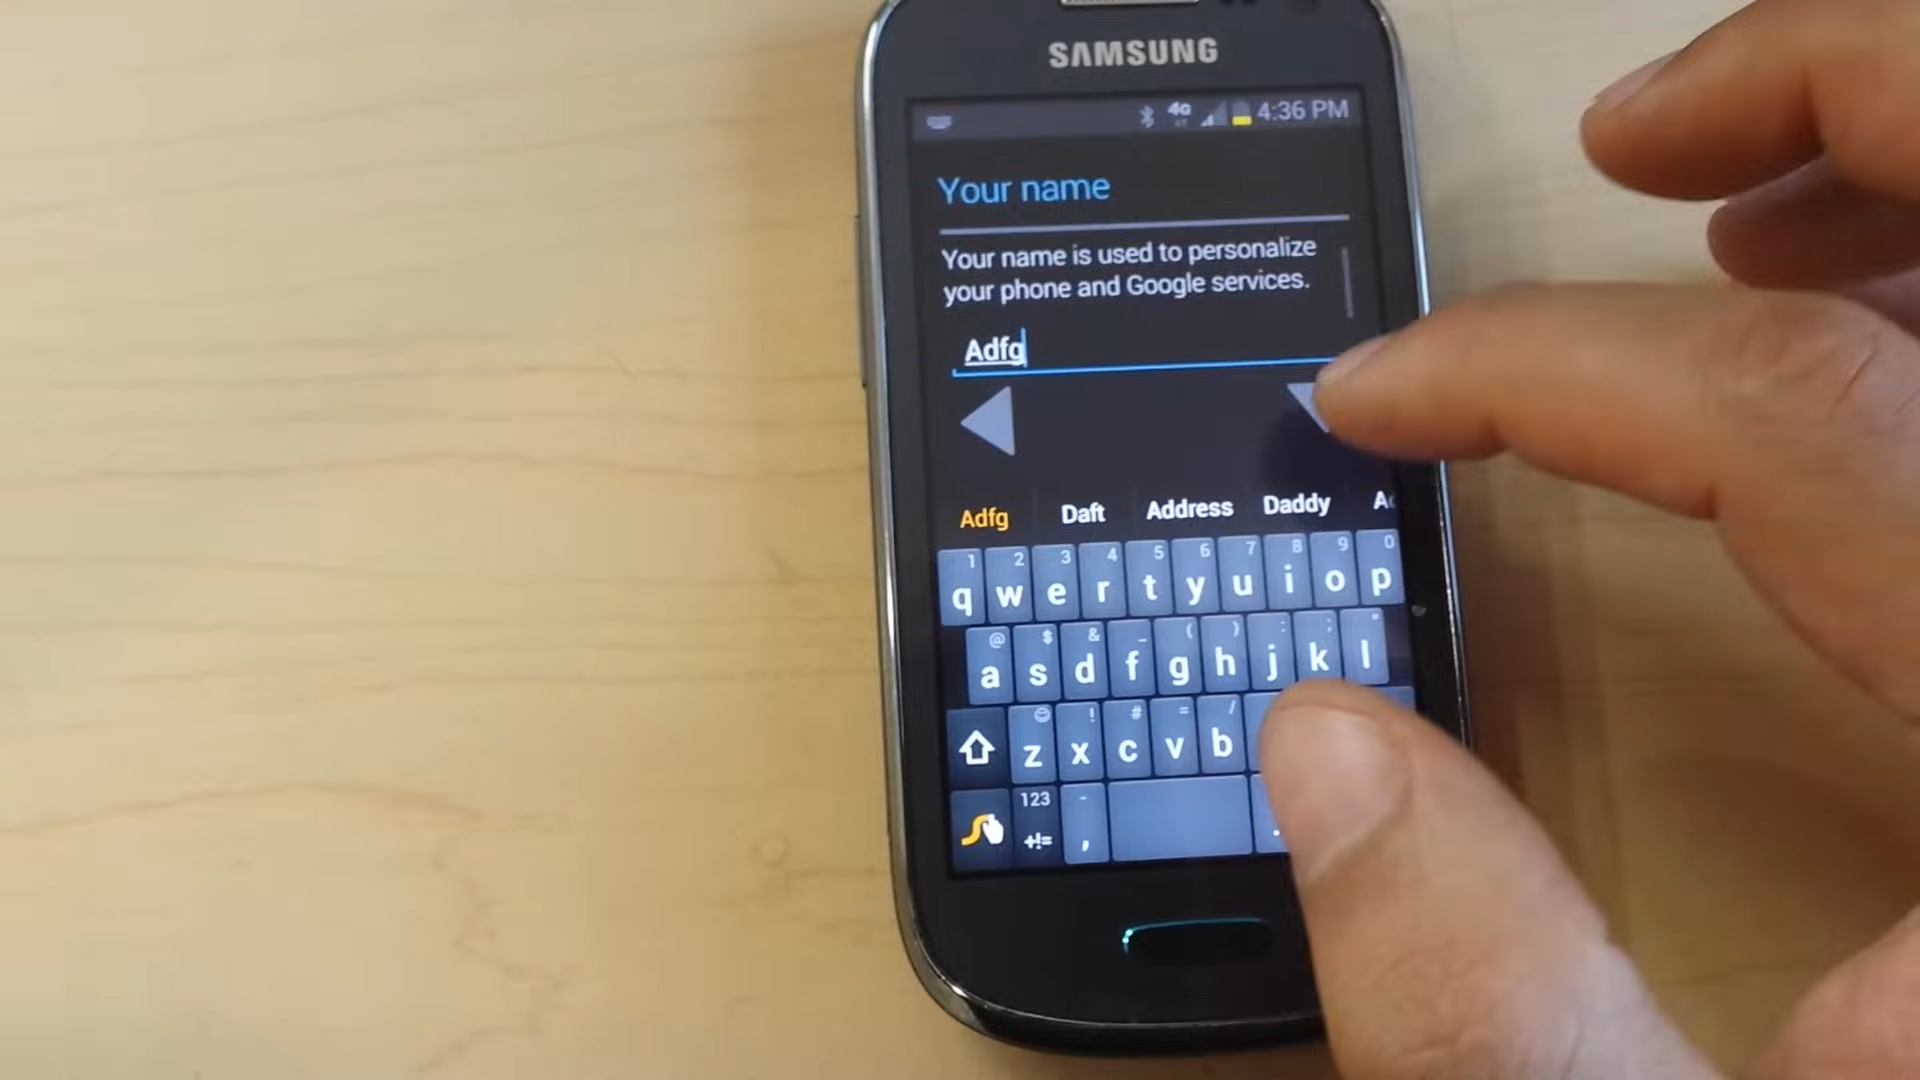 SAMSUNG
4G 4:36 PM
Your name
Your name is used to personalize
your phone and Google services.
Adfg
Adfg Daft Address Daddy
1 2 3 4 5 6 7 8 9 0
q w e r t y u i o p
@ $ & _ ( ) : ; "
a s d f g h j k l
! # = /
z x c v b
123 -
+!= , .